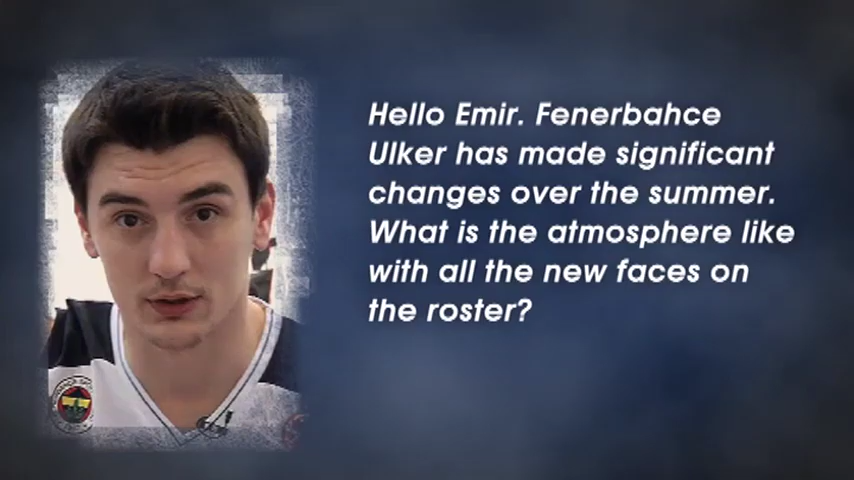 Hello Emir. Fenerbahce
Ulker has made significant
changes over the summer.
What is the atmosphere like
with all the new faces on
the roster?